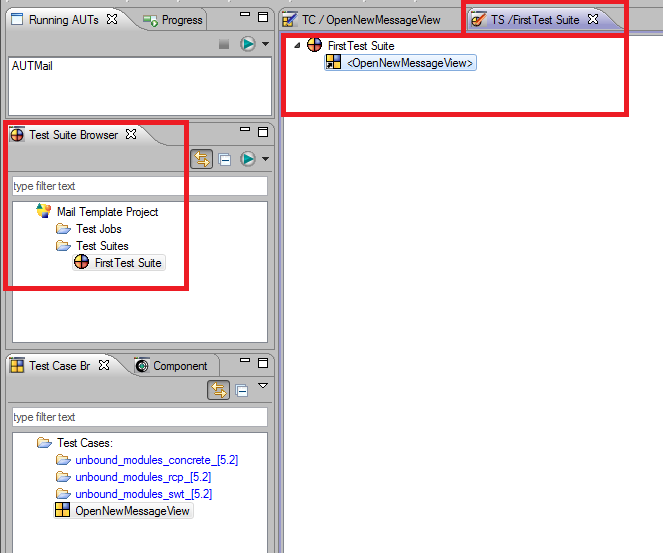 Running AUTs
Progress
AUTMail
Test Suite Browser
type filter text
Mail Template Project
Test Jobs
Test Suites
FirstTest Suite
Test Case Br
Component
type filter text
Test Cases:
unbound_modules_concrete_[5.2]
unbound_modules_rcp_[5.2]
unbound_modules_swt_[5.2]
OpenNewMessageView
TC / OpenNewMessageView
TS /FirstTest Suite
FirstTest Suite
<OpenNewMessageView>